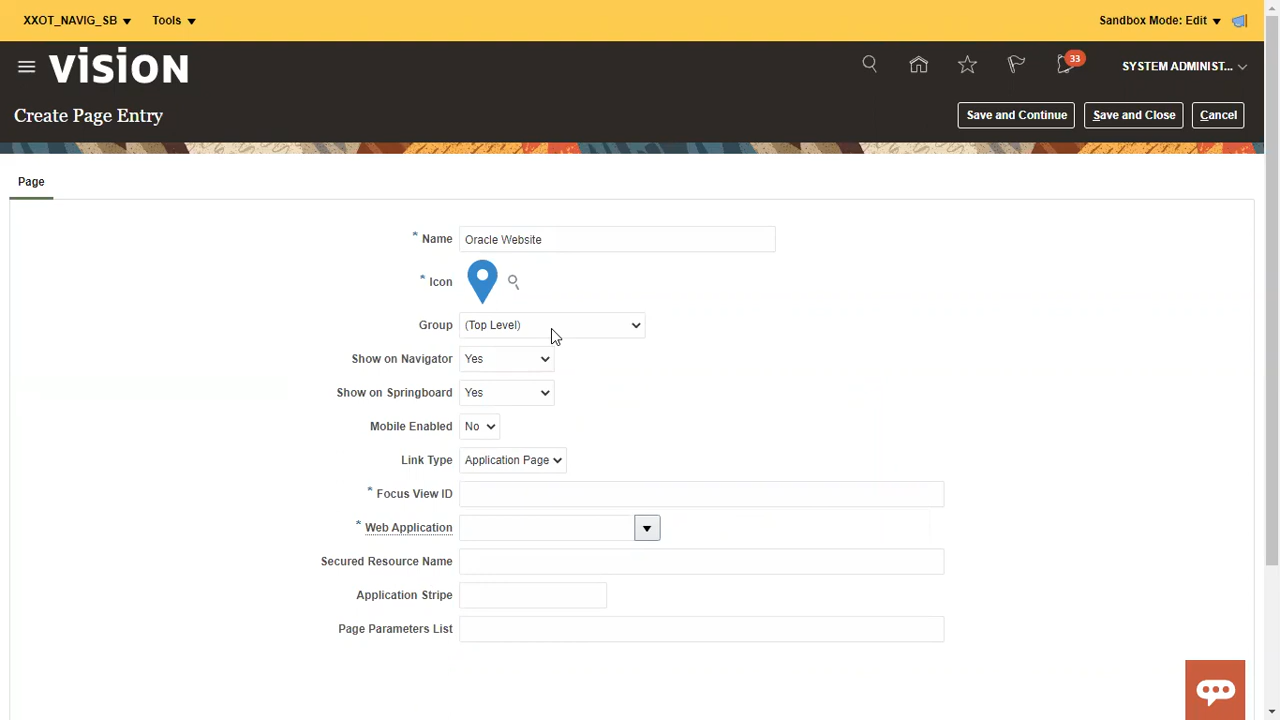 XXOT_NAVIG_SB Tools Sandbox Mode: Edit
VISION 33 SYSTEM ADMINIST...
Create Page Entry Save and Continue Save and Close Cancel
Page
* Name Oracle Website
* Icon
Group (Top Level)
Show on Navigator Yes
Show on Springboard Yes
Mobile Enabled No
Link Type Application Page
* Focus View ID
* Web Application
Secured Resource Name
Application Stripe
Page Parameters List